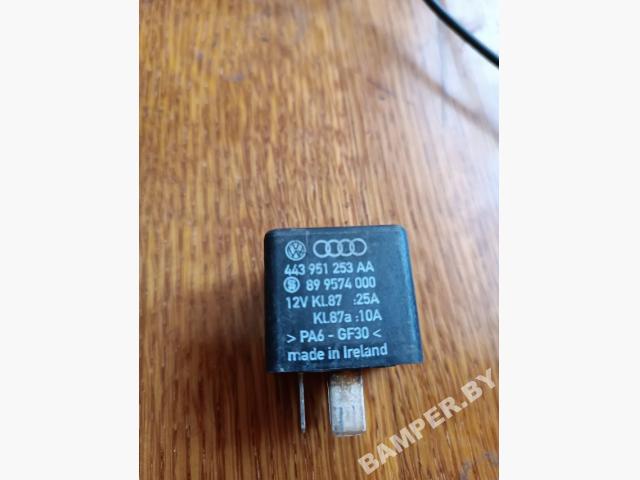 443 951 253 AA
89 9574 000
12V KL87 :25A
KL87a :10A
> PA6 - GF30 <
made in Ireland
BAMPER.BY